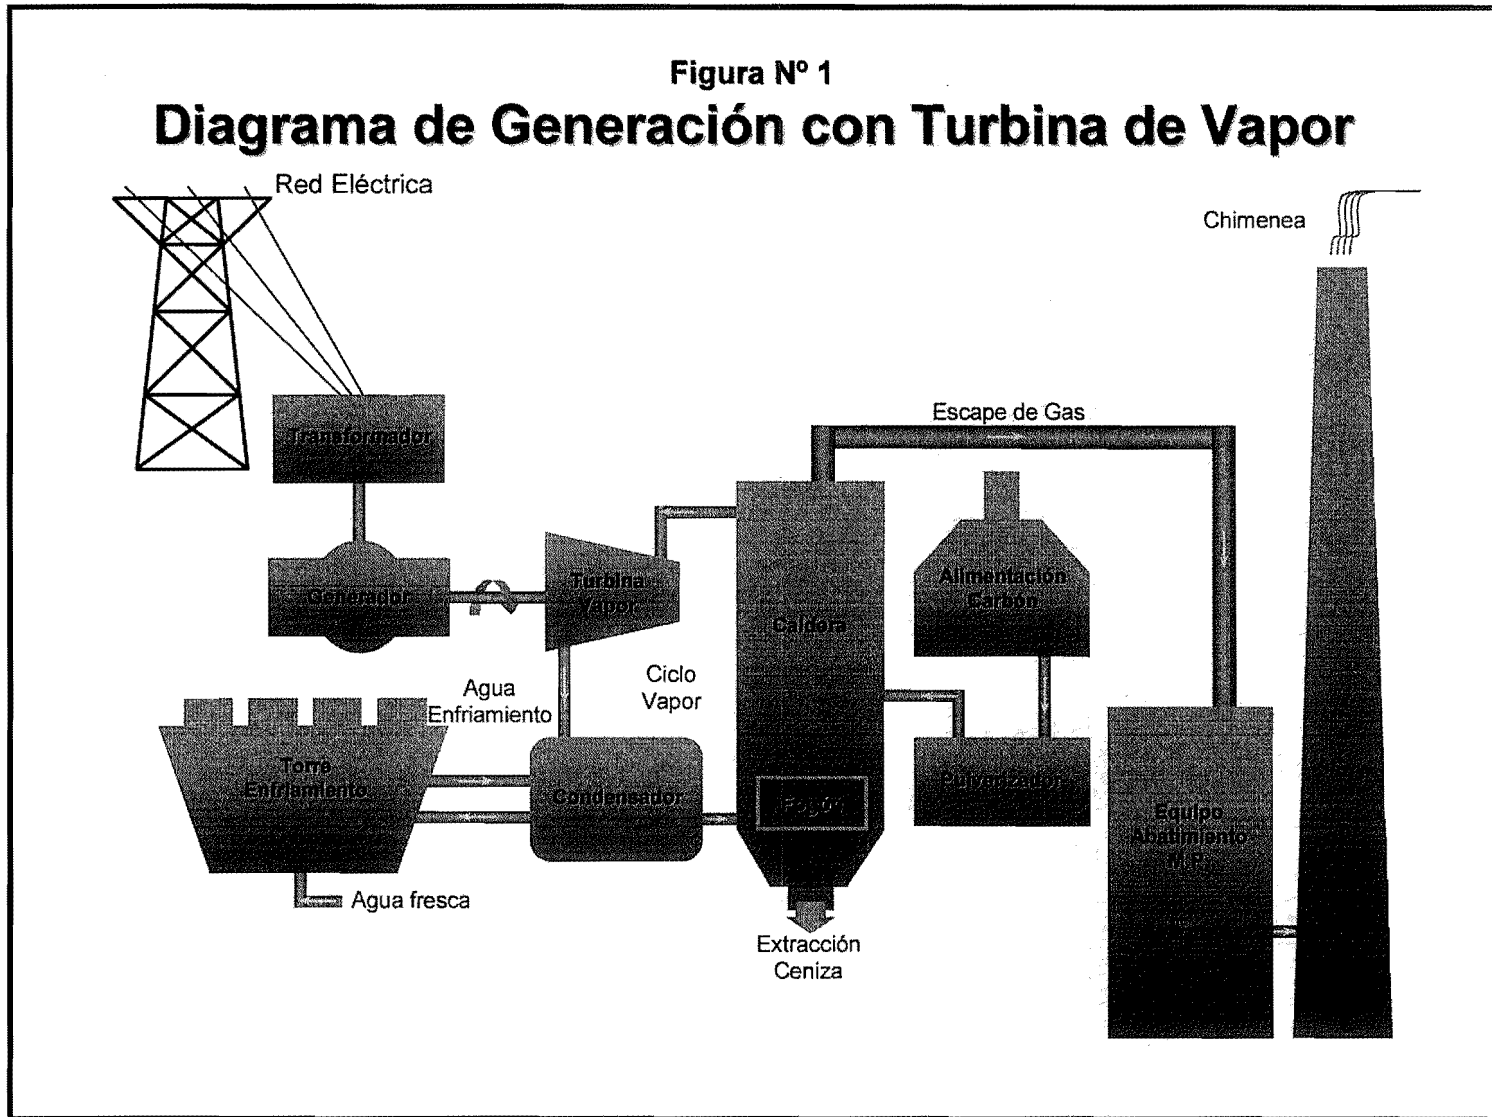 Figura Nº 1
Diagrama de Generación con Turbina de Vapor
Red Eléctrica
Chimenea
Escape de Gas
Transformador
Turbina
Vapor
Alimentación
Carbón
Generador
Caldera
Ciclo
Vapor
Agua
Enfriamiento
Torre
Enfriamiento
Condensador
Fogón
Pulverizador
Equipo
Abatimiento
M.P.
Agua fresca
Extracción
Ceniza